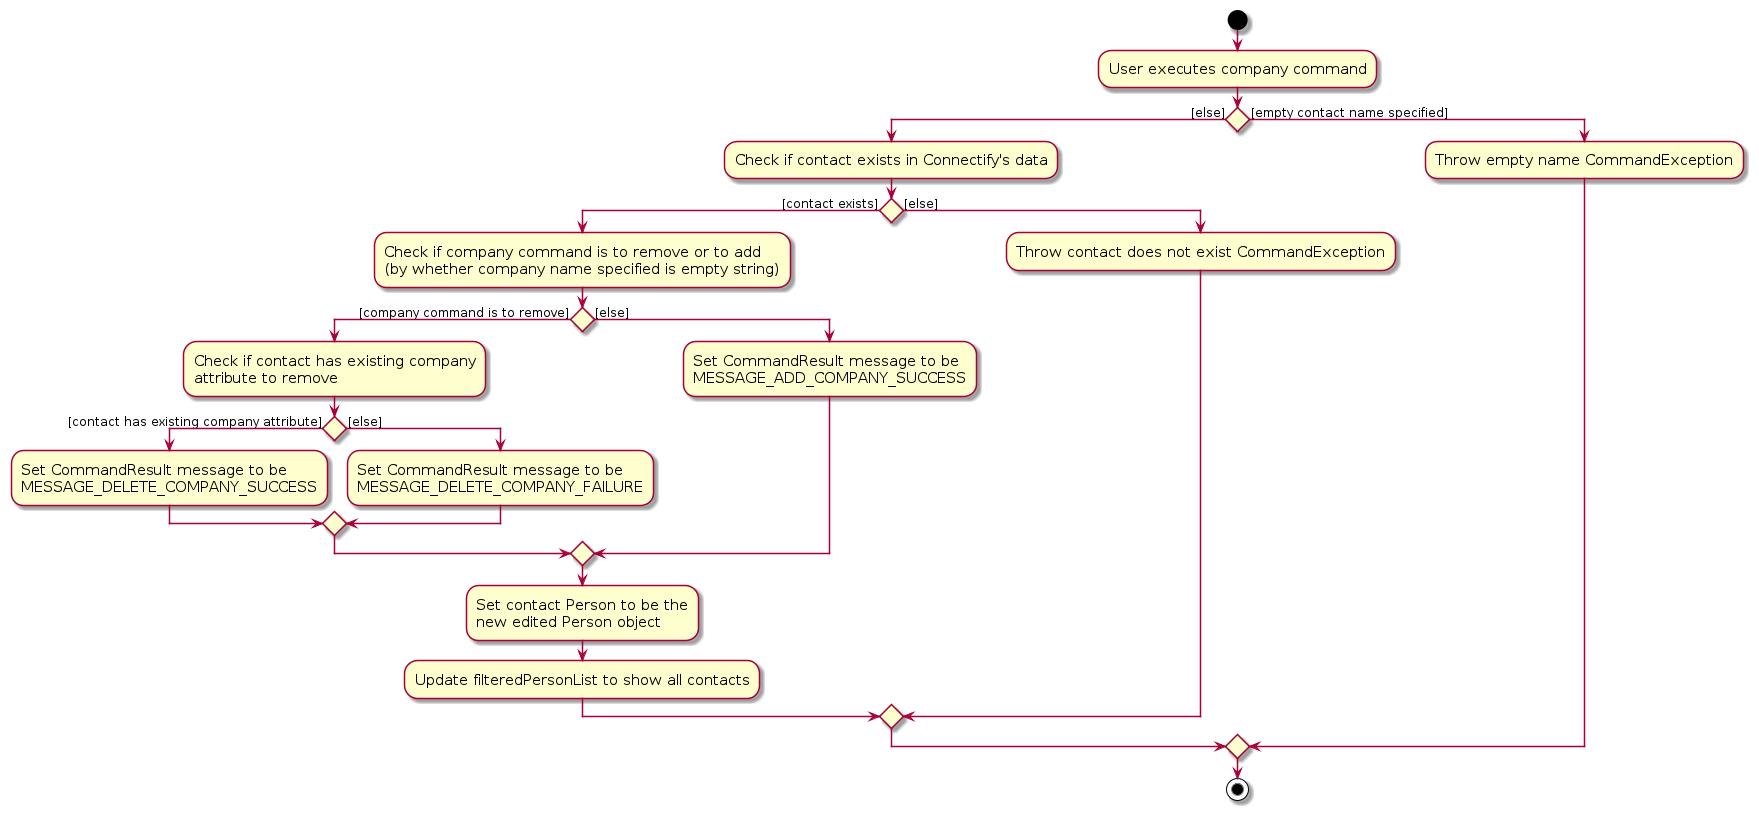 User executes company command
[else]
[empty contact name specified]
Check if contact exists in Connectify's data
Throw empty name CommandException
[contact exists]
[else]
Check if company command is to remove or to add
(by whether company name specified is empty string)
Throw contact does not exist CommandException
[company command is to remove]
[else]
Check if contact has existing company
attribute to remove
Set CommandResult message to be
MESSAGE_ADD_COMPANY_SUCCESS
[contact has existing company attribute]
[else]
Set CommandResult message to be
MESSAGE_DELETE_COMPANY_SUCCESS
Set CommandResult message to be
MESSAGE_DELETE_COMPANY_FAILURE
Set contact Person to be the
new edited Person object
Update filteredPersonList to show all contacts